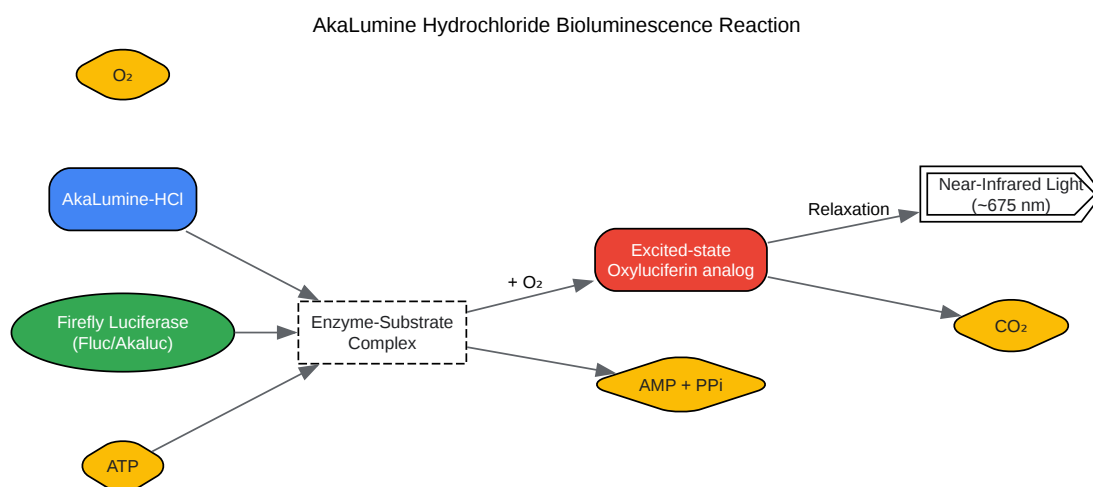 AkaLumine Hydrochloride Bioluminescence Reaction
O₂
AkaLumine-HCl
Firefly Luciferase
(Fluc/Akaluc)
ATP
Enzyme-Substrate
Complex
+ O₂
Excited-state
Oxyluciferin analog
AMP + PPi
Relaxation
Near-Infrared Light
(~675 nm)
CO₂